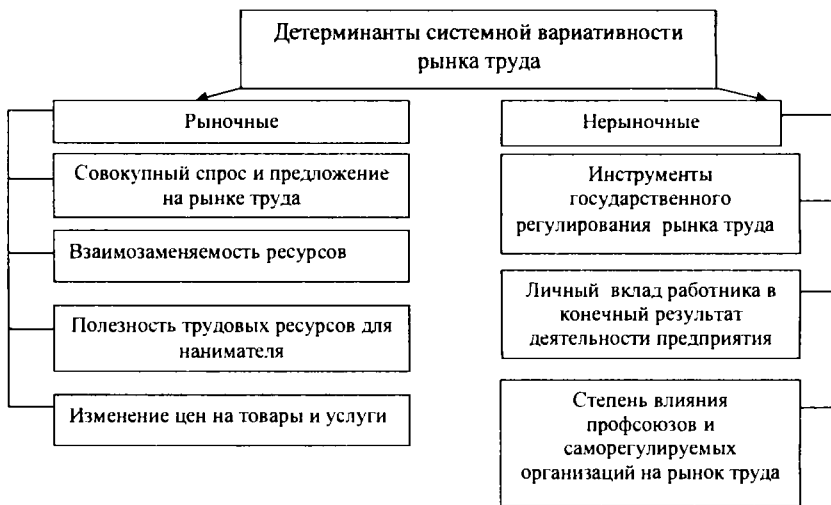 Детерминанты системной вариативности
рынка труда
Рыночные
Совокупный спрос и предложение
на рынке труда
Взаимозаменяемость ресурсов
Полезность трудовых ресурсов для
нанимателя
Изменение цен на товары и услуги
Нерыночные
Инструменты
государственного
регулирования рынка труда
Личный вклад работника в
конечный результат
деятельности предприятия
Степень влияния
профсоюзов и
саморегулируемых
организаций на рынок труда